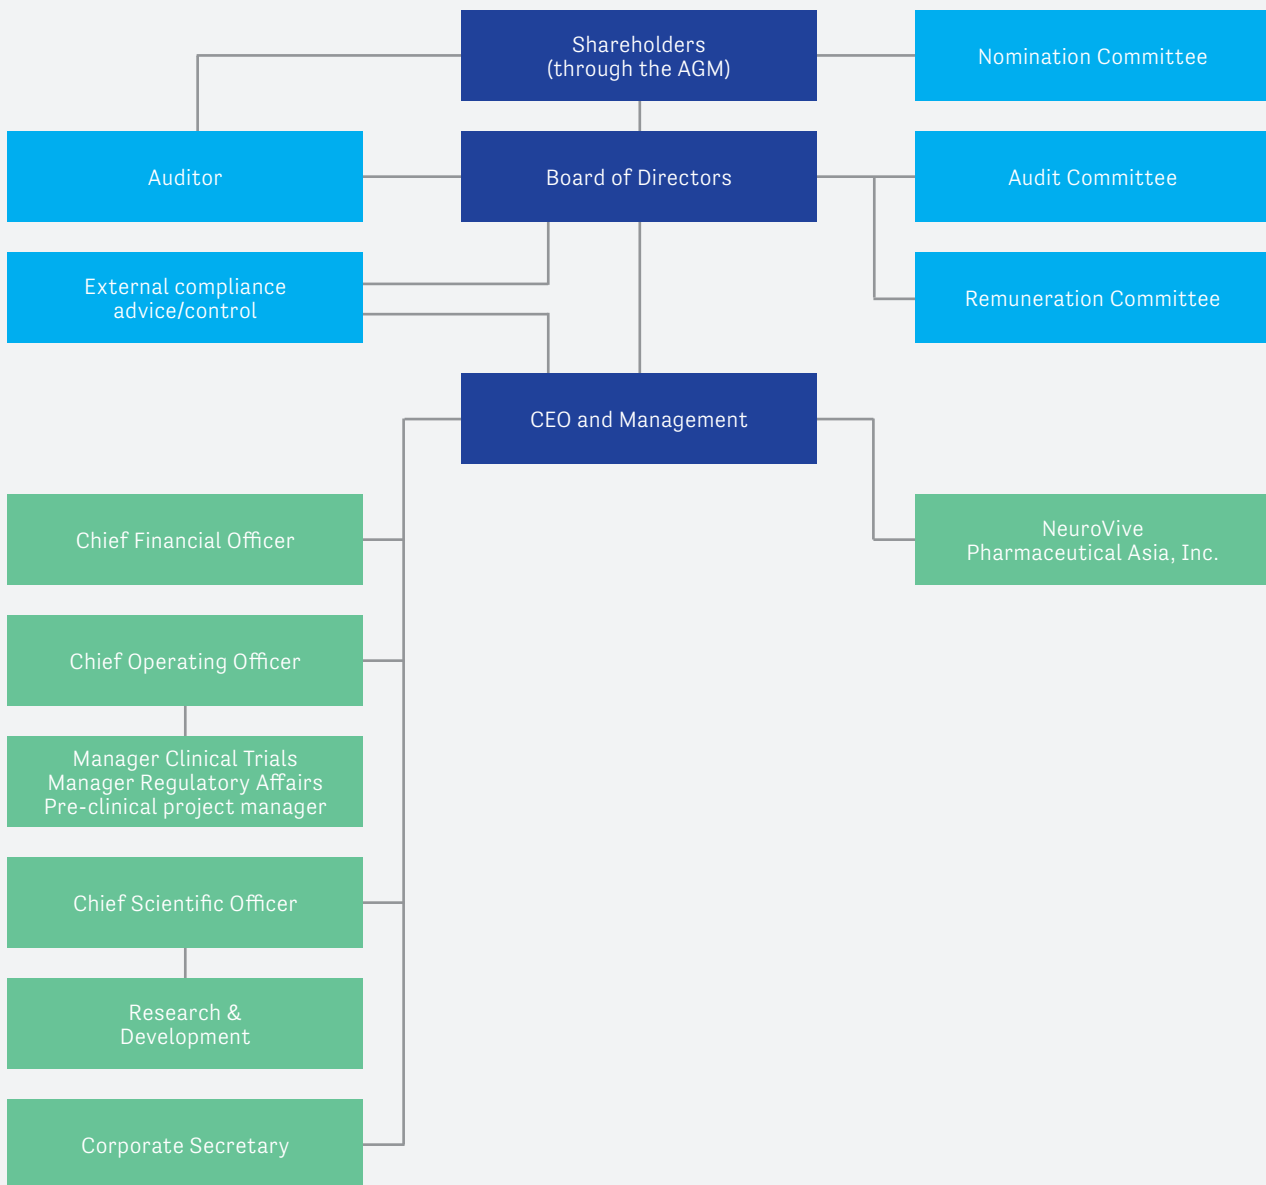 Shareholders
(through the AGM)
Nomination Committee
Auditor
Board of Directors
Audit Committee
External compliance
advice/control
Remuneration Committee
CEO and Management
Chief Financial Officer
NeuroVive
Pharmaceutical Asia, Inc.
Chief Operating Officer
Manager Clinical Trials
Manager Regulatory Affairs
Pre-clinical project manager
Chief Scientific Officer
Research &
Development
Corporate Secretary